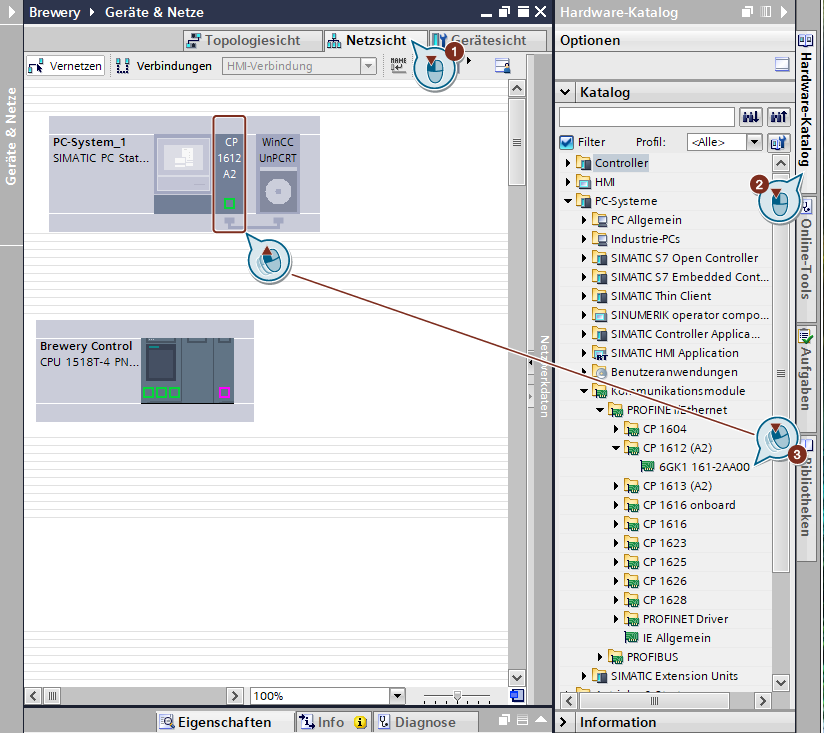 Brewery
Geräte & Netze
Geräte & Netze
Topologiesicht
Netzsicht
Gerätesicht
1
Vernetzen
Verbindungen
HMI-Verbindung
PC-System_1
SIMATIC PC Stat...
CP
1612
A2
WinCC
UnPCRT
Brewery Control
CPU 1518T-4 PN...
Netzwerkdaten
100%
Eigenschaften
Info
Diagnose
Hardware-Katalog
Optionen
Katalog
Filter
Profil:
<Alle>
Controller
HMI
2
PC-Systeme
PC Allgemein
Industrie-PCs
SIMATIC S7 Open Controller
SIMATIC S7 Embedded Cont...
SIMATIC Thin Client
SINUMERIK operator compo...
SIMATIC Controller Applica...
SIMATIC HMI Application
Benutzeranwendungen
Kommunikationsmodule
PROFINET/Ethernet
CP 1604
CP 1612 (A2)
3
6GK1 161-2AA00
CP 1613 (A2)
CP 1616 onboard
CP 1616
CP 1623
CP 1625
CP 1626
CP 1628
PROFINET Driver
IE Allgemein
PROFIBUS
SIMATIC Extension Units
Information
Hardware-Katalog
Online-Tools
Aufgaben
Bibliotheken